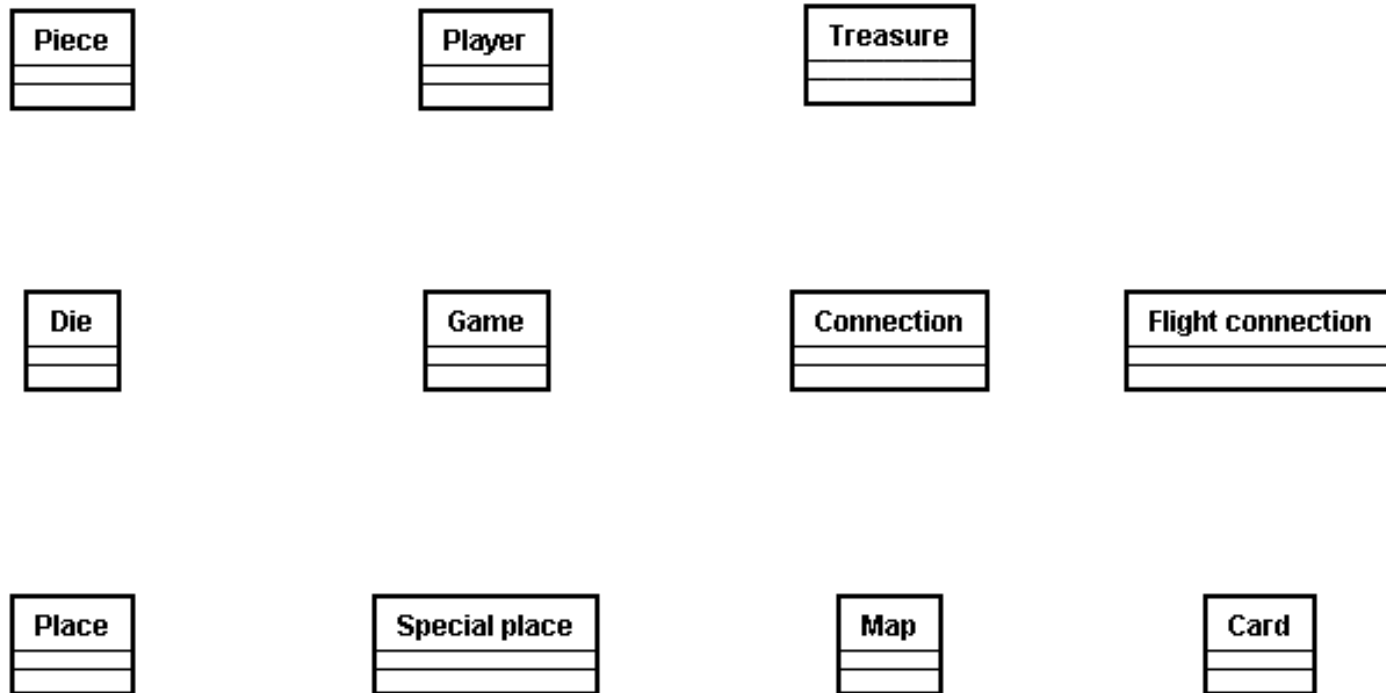 Piece
Player
Treasure
Die
Game
Connection
Flight connection
Place
Special place
Map
Card